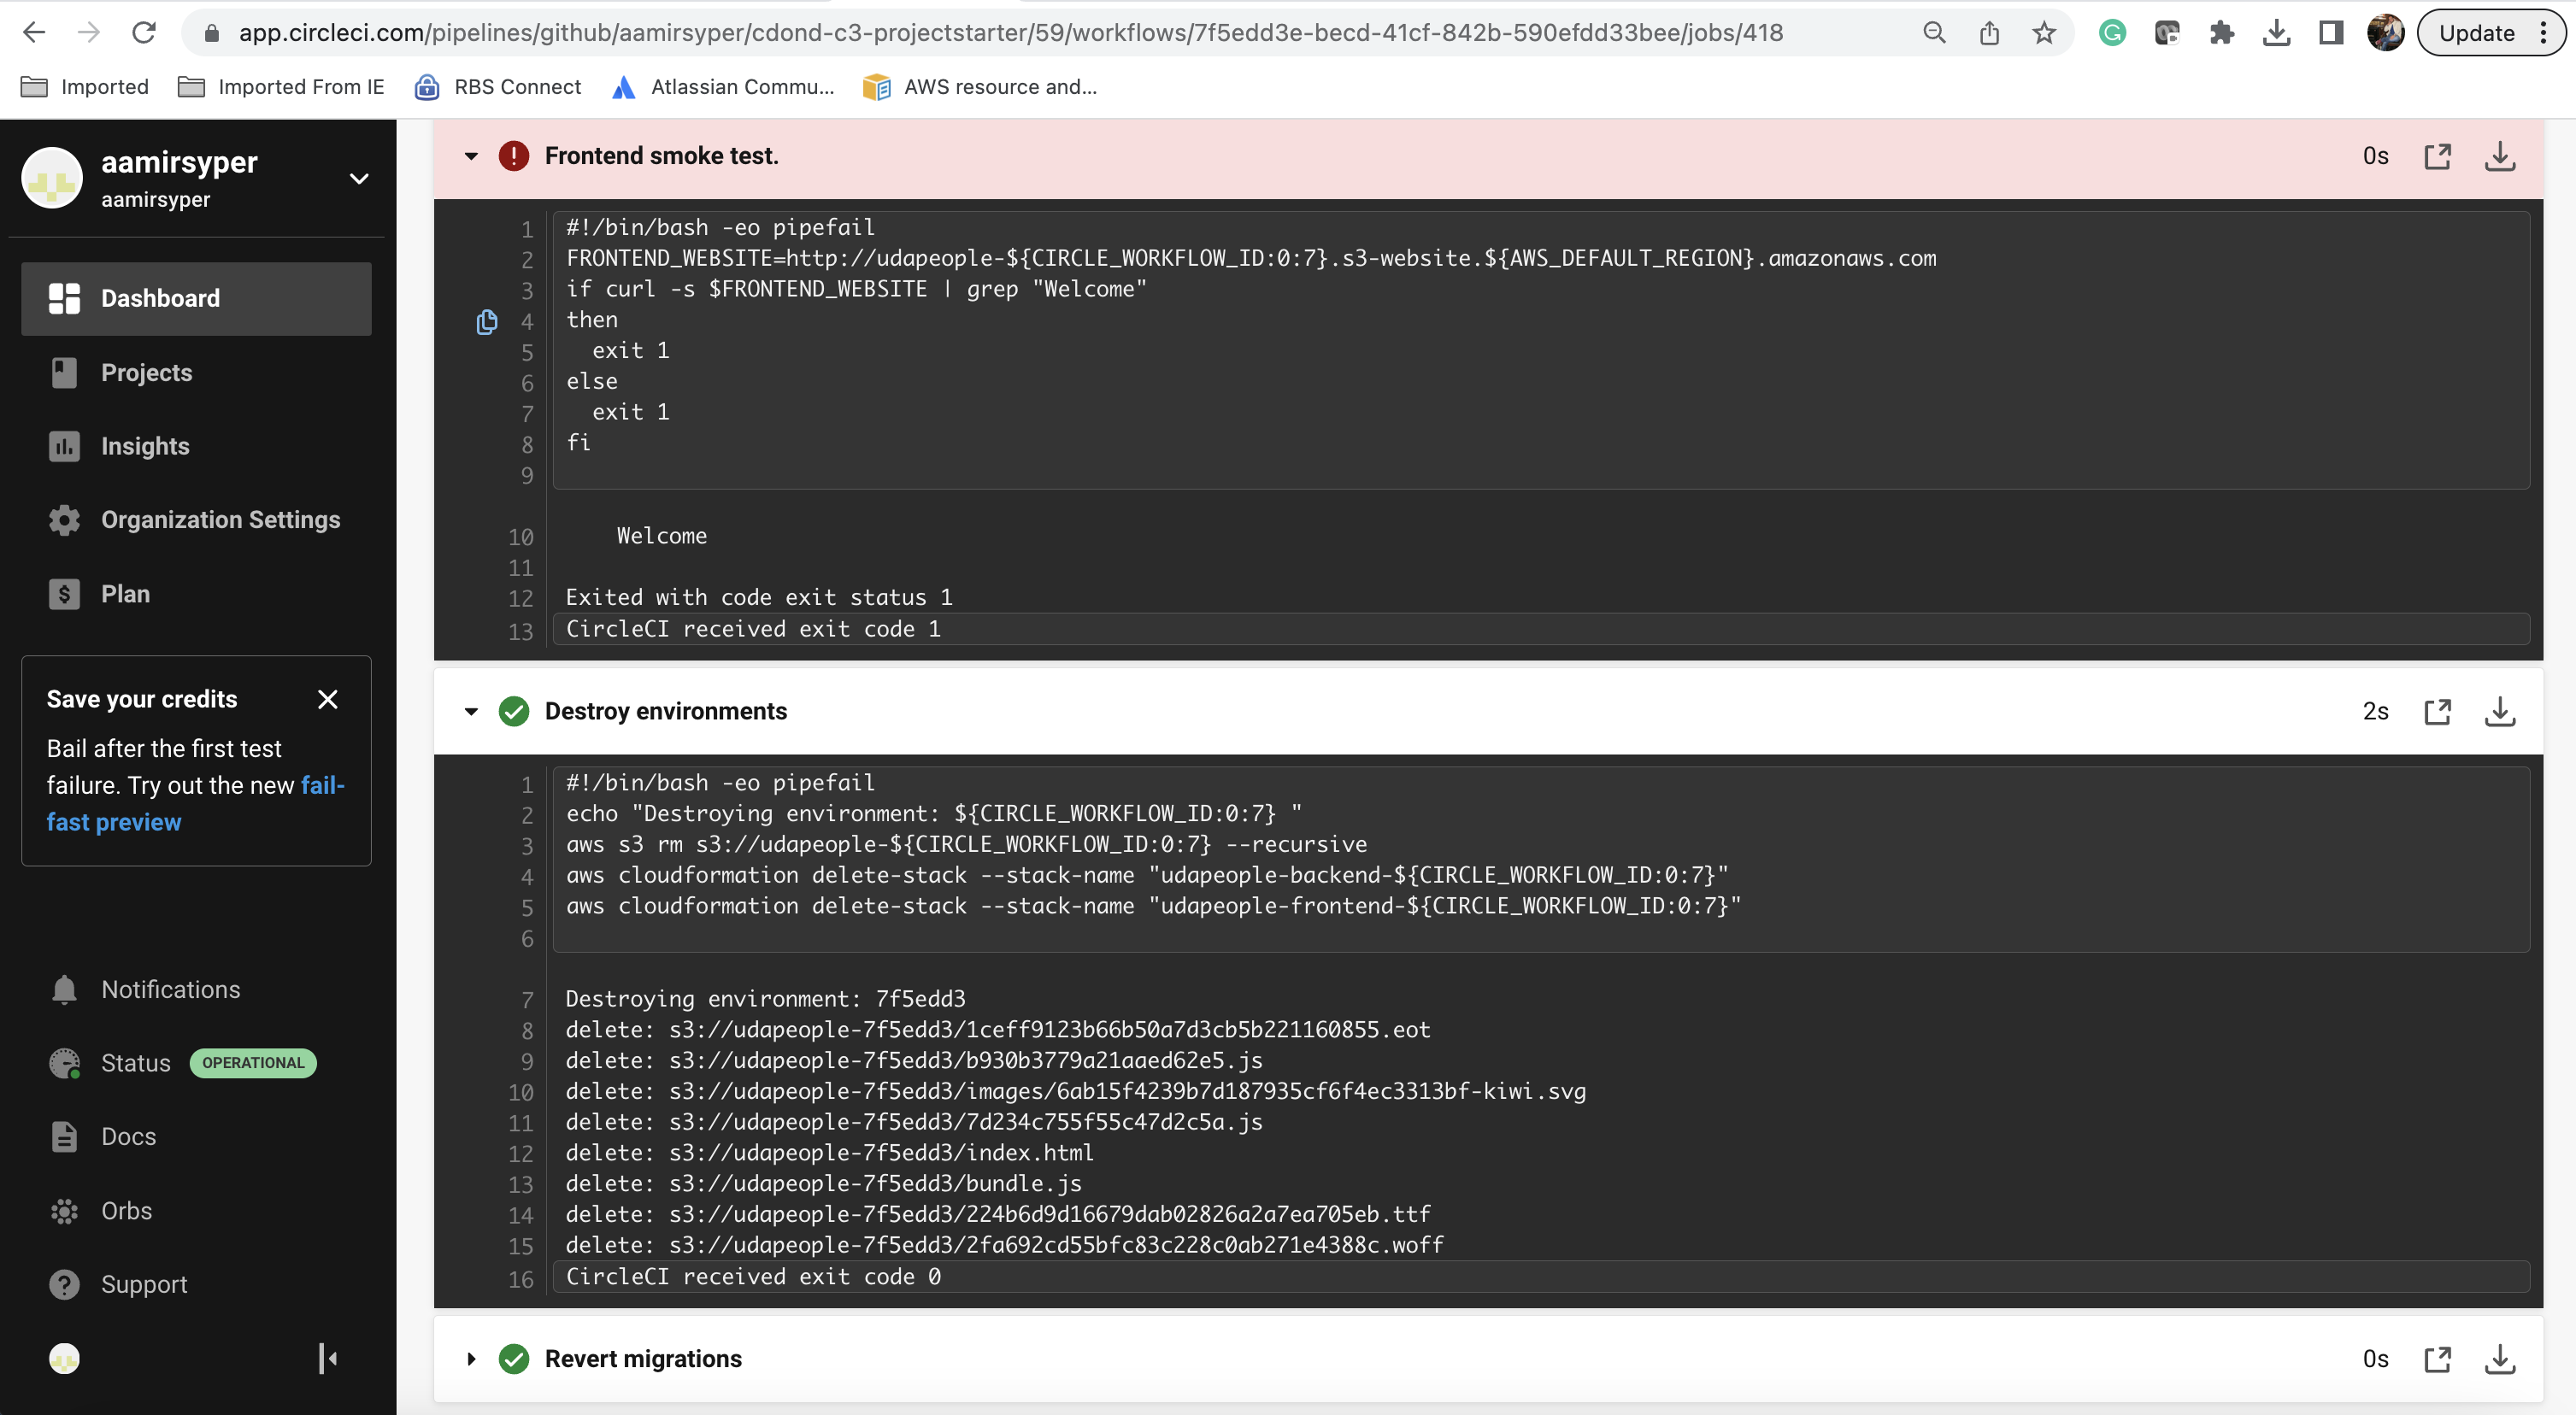 app.circleci.com/pipelines/github/aamirsyper/cdond-c3-projectstarter/59/workflows/7f5edd3e-becd-41cf-842b-590efdd33bee/jobs/418
Update
Imported
Imported From IE
RBS Connect
Atlassian Commu...
AWS resource and...
aamirsyper
aamirsyper
Dashboard
Projects
Insights
Organization Settings
Plan
Save your credits
Bail after the first test
failure. Try out the new fail-
fast preview
Notifications
Status OPERATIONAL
Docs
Orbs
Support
Frontend smoke test.
0s
1 #!/bin/bash -eo pipefail
2 FRONTEND_WEBSITE=http://udapeople-${CIRCLE_WORKFLOW_ID:0:7}.s3-website.${AWS_DEFAULT_REGION}.amazonaws.com
3 if curl -s $FRONTEND_WEBSITE | grep "Welcome"
4 then
5   exit 1
6 else
7   exit 1
8 fi
9
10     Welcome
11
12 Exited with code exit status 1
13 CircleCI received exit code 1
Destroy environments
2s
1 #!/bin/bash -eo pipefail
2 echo "Destroying environment: ${CIRCLE_WORKFLOW_ID:0:7} "
3 aws s3 rm s3://udapeople-${CIRCLE_WORKFLOW_ID:0:7} --recursive
4 aws cloudformation delete-stack --stack-name "udapeople-backend-${CIRCLE_WORKFLOW_ID:0:7}"
5 aws cloudformation delete-stack --stack-name "udapeople-frontend-${CIRCLE_WORKFLOW_ID:0:7}"
6
7 Destroying environment: 7f5edd3
8 delete: s3://udapeople-7f5edd3/1ceff9123b66b50a7d3cb5b221160855.eot
9 delete: s3://udapeople-7f5edd3/b930b3779a21aaed62e5.js
10 delete: s3://udapeople-7f5edd3/images/6ab15f4239b7d187935cf6f4ec3313bf-kiwi.svg
11 delete: s3://udapeople-7f5edd3/7d234c755f55c47d2c5a.js
12 delete: s3://udapeople-7f5edd3/index.html
13 delete: s3://udapeople-7f5edd3/bundle.js
14 delete: s3://udapeople-7f5edd3/224b6d9d16679dab02826a2a7ea705eb.ttf
15 delete: s3://udapeople-7f5edd3/2fa692cd55bfc83c228c0ab271e4388c.woff
16 CircleCI received exit code 0
Revert migrations
0s